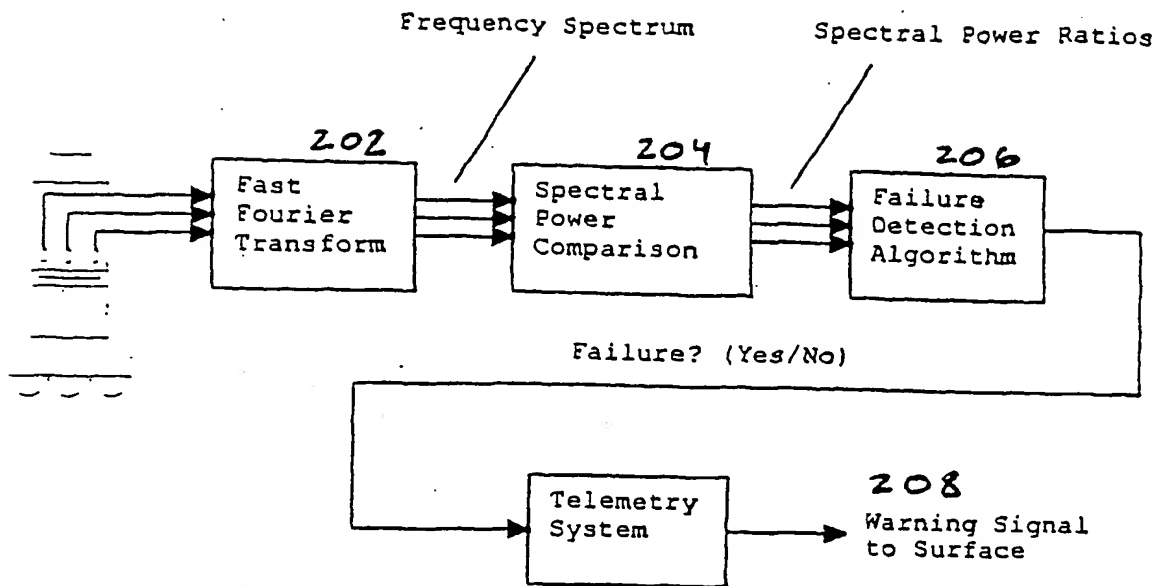 Frequency Spectrum
Spectral Power Ratios
202
204
206
Fast
Fourier
Transform
Spectral
Power
Comparison
Failure
Detection
Algorithm
Failure? (Yes/No)
Telemetry
System
208
Warning Signal
to Surface